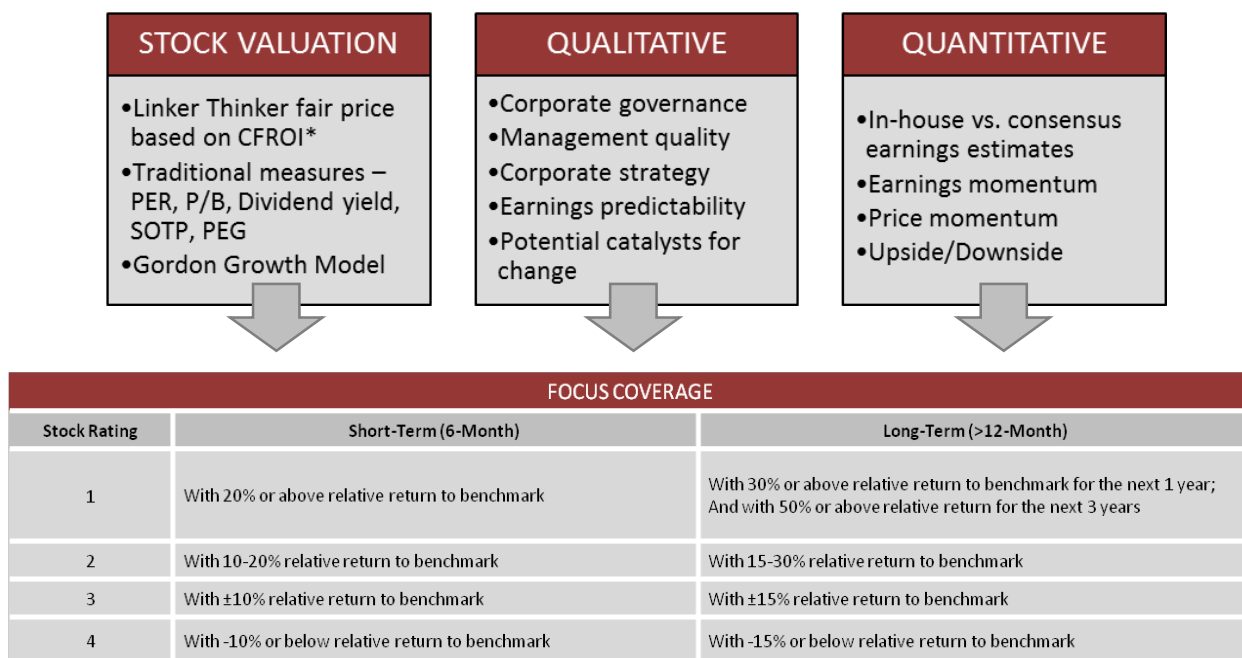 STOCK VALUATION
•Linker Thinker fair price
based on CFROI*
•Traditional measures –
PER, P/B, Dividend yield,
SOTP, PEG
•Gordon Growth Model
QUALITATIVE
•Corporate governance
•Management quality
•Corporate strategy
•Earnings predictability
•Potential catalysts for
change
QUANTITATIVE
•In-house vs. consensus
earnings estimates
•Earnings momentum
•Price momentum
•Upside/Downside
FOCUS COVERAGE
Stock Rating Short-Term (6-Month) Long-Term (>12-Month)
1 With 20% or above relative return to benchmark With 30% or above relative return to benchmark for the next 1 year;
And with 50% or above relative return for the next 3 years
2 With 10-20% relative return to benchmark With 15-30% relative return to benchmark
3 With ±10% relative return to benchmark With ±15% relative return to benchmark
4 With -10% or below relative return to benchmark With -15% or below relative return to benchmark